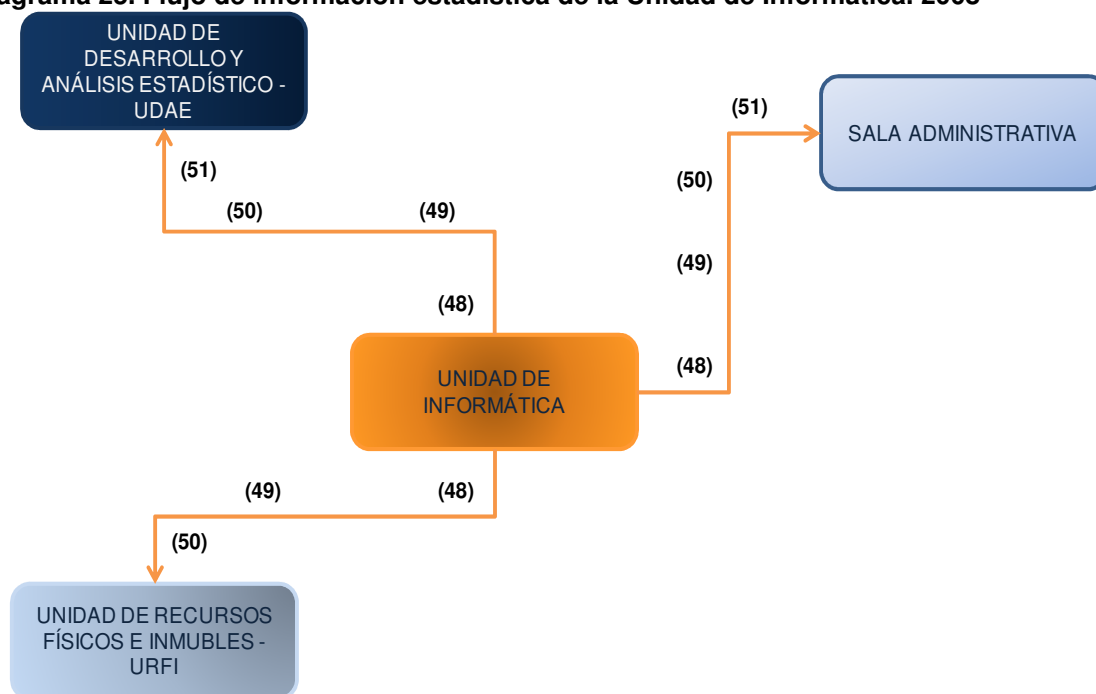 UNIDAD DE
DESARROLLO Y
ANÁLISIS ESTADÍSTICO -
UDAE
(51)
SALA ADMINISTRATIVA
(51)
(50)
(50)
(49)
(49)
(48)
(48)
UNIDAD DE
INFORMÁTICA
(49)
(48)
(50)
UNIDAD DE RECURSOS
FÍSICOS E INMUBLES -
URFI